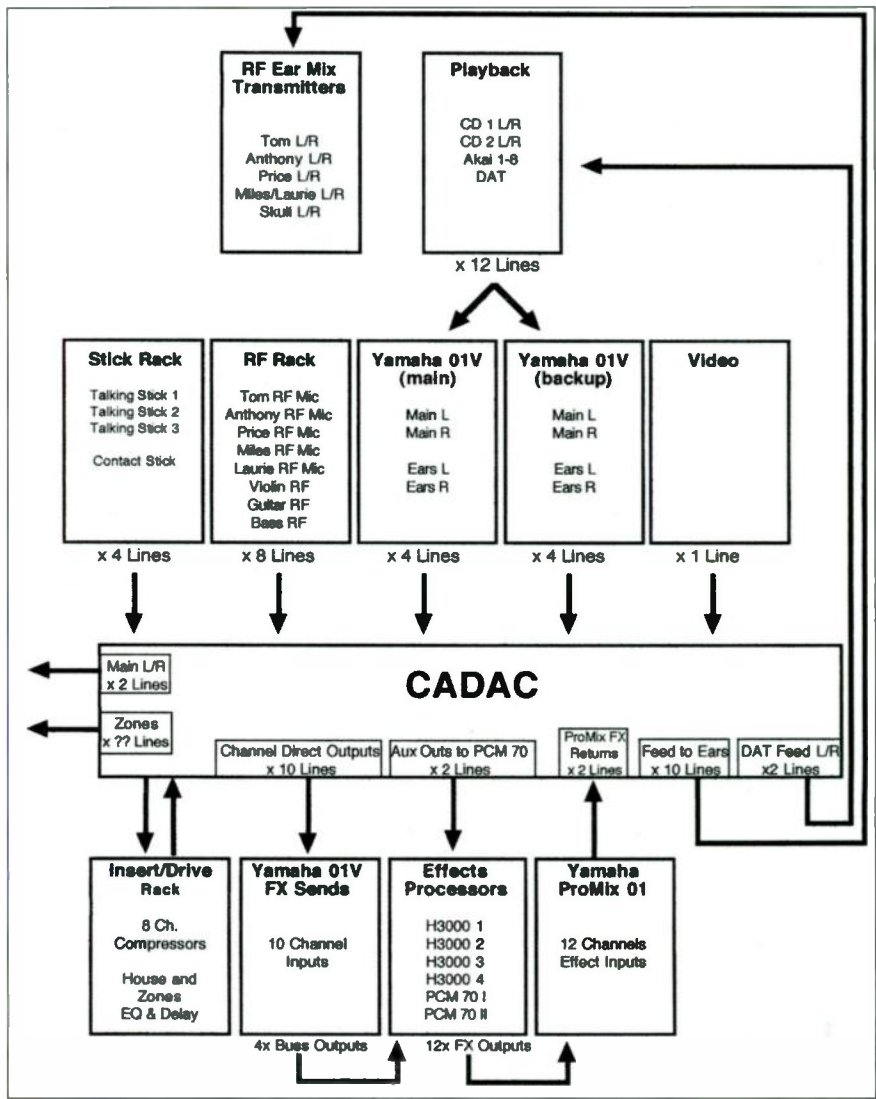 RF Ear Mix
Transmitters
Tom L/R
Anthony L/R
Price L/R
Miles/Laurie L/R
Skull L/R
Playback
CD 1 L/R
CD 2 L/R
Akai 1-8
DAT
x 12 Lines
Stick Rack
Talking Stick 1
Talking Stick 2
Talking Stick 3
Contact Stick
x 4 Lines
RF Rack
Tom RF Mic
Anthony RF Mic
Price RF Mic
Miles RF Mic
Laurie RF Mic
Violin RF
Guitar RF
Bass RF
x 8 Lines
Yamaha 01V
(main)
Main L
Main R
Ears L
Ears R
x 4 Lines
Yamaha 01V
(backup)
Main L
Main R
Ears L
Ears R
x 4 Lines
Video
x 1 Line
CADAC
Main L/R
x 2 Lines
Zones
x ?? Lines
Channel Direct Outputs
x 10 Lines
Aux Outs to PCM 70
x 2 Lines
ProMix FX
Returns
x 2 Lines
Feed to Ears
x 10 Lines
DAT Feed L/R
x2 Lines
Insert/Drive
Rack
8 Ch.
Compressors
House and
Zones
EQ & Delay
Yamaha 01V
FX Sends
10 Channel
Inputs
4x Buss Outputs
Effects
Processors
H3000 1
H3000 2
H3000 3
H3000 4
PCM 70 I
PCM 70 II
12x FX Outputs
Yamaha
ProMix 01
12 Channels
Effect Inputs